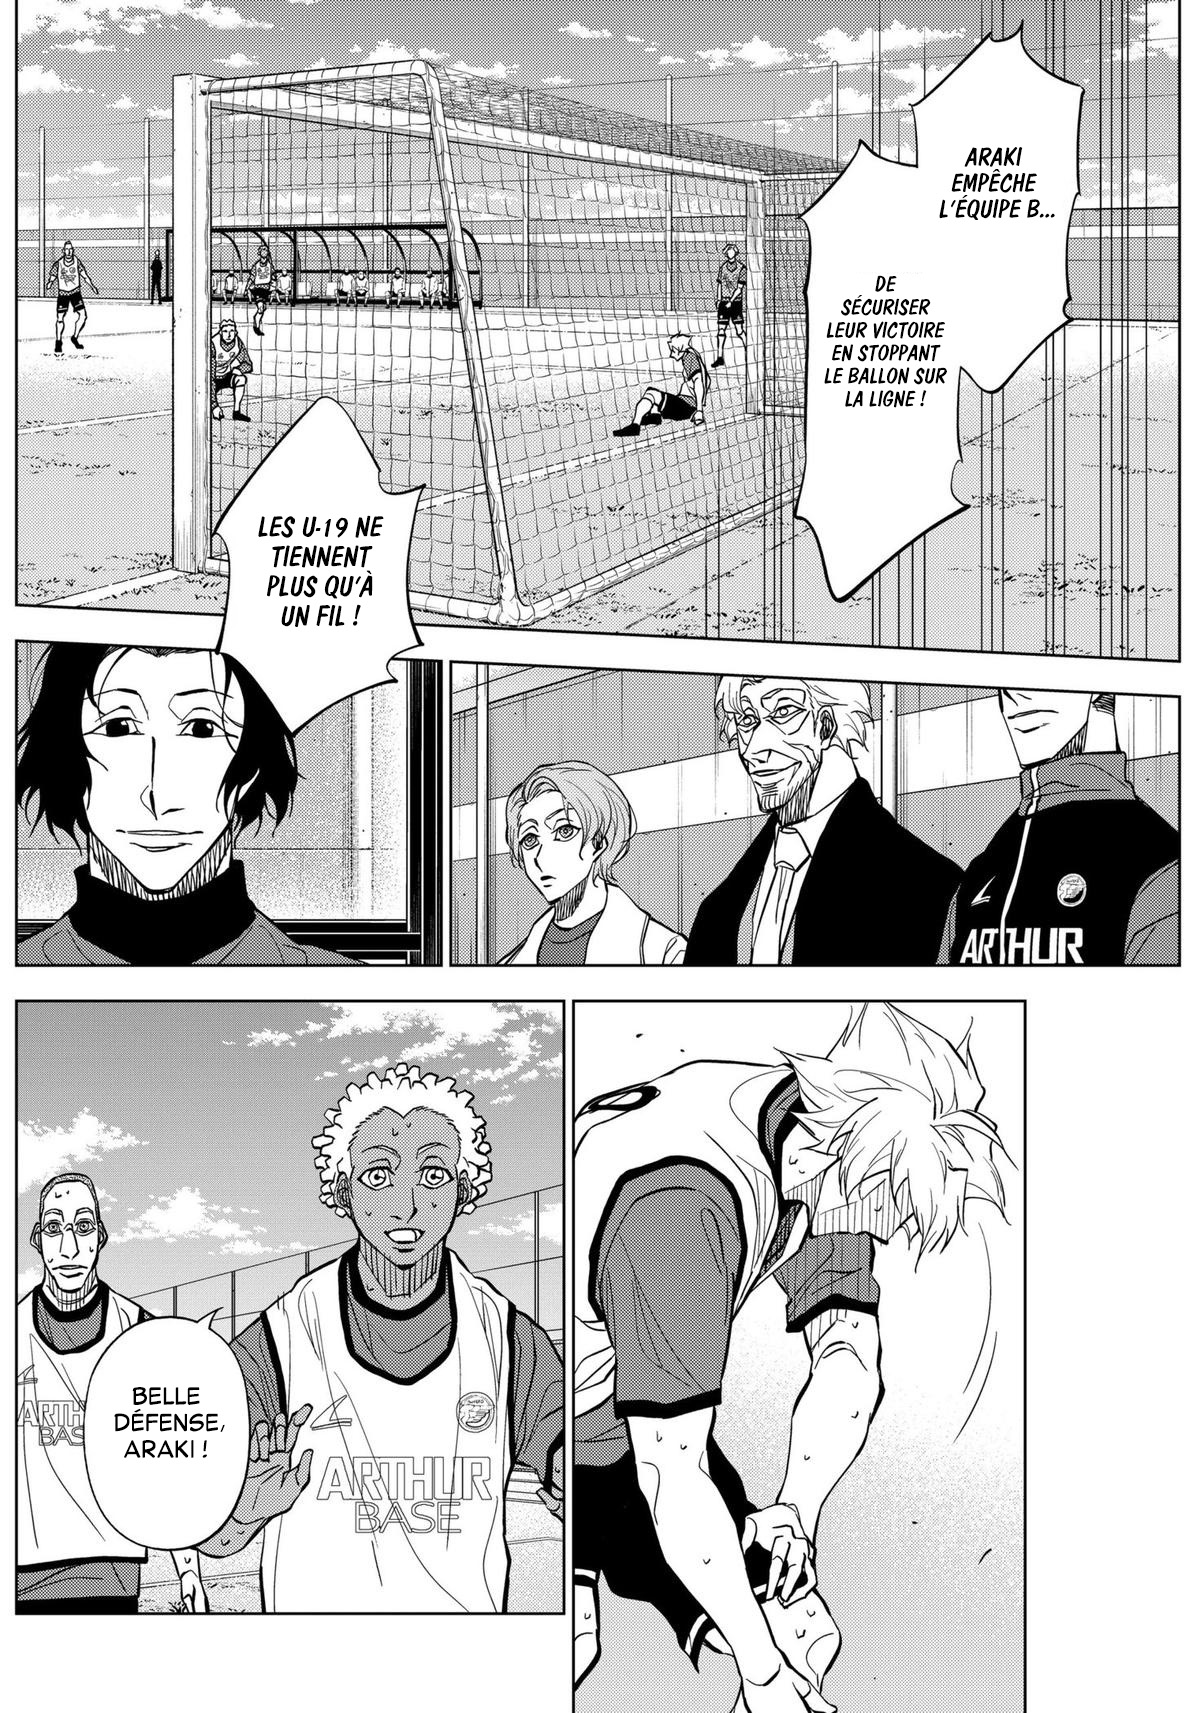 ARAKI
EMPÊCHE
L'ÉQUIPE B...
DE
SÉCURISER
LEUR VICTOIRE
EN STOPPANT
LE BALLON SUR
LA LIGNE !
LES U-19 NE
TIENNENT
PLUS QU'À
UN FIL !
ARTHUR
BELLE
DÉFENSE,
ARAKI !
ARTHUR
BASE
ARTHUR
BASE